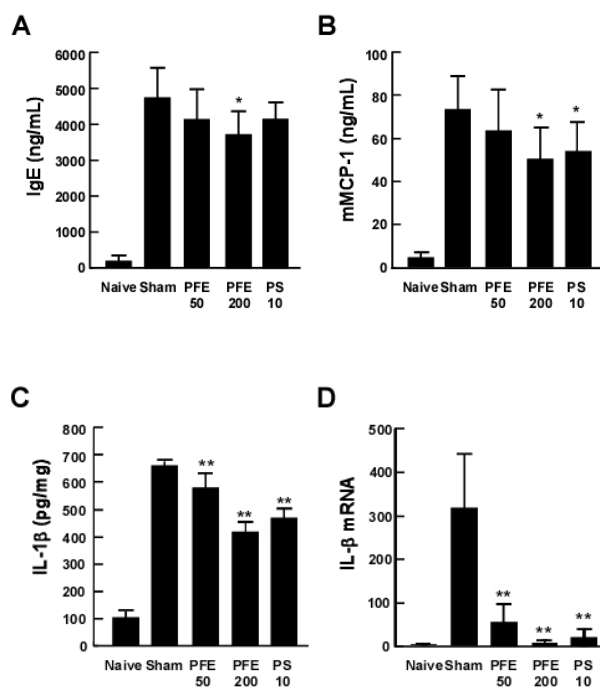 A
IgE (ng/mL)
6000
5000
4000
3000
2000
1000
0
*
Naive Sham PFE PFE PS
50 200 10
B
mMCP-1 (ng/mL)
100
80
60
40
20
0
* *
Naive Sham PFE PFE PS
50 200 10
C
IL-1β (pg/mg)
800
700
600
500
400
300
200
100
0
** ** **
Naive Sham PFE PFE PS
50 200 10
D
IL-β mRNA
500
400
300
200
100
0
** ** **
Naive Sham PFE PFE PS
50 200 10